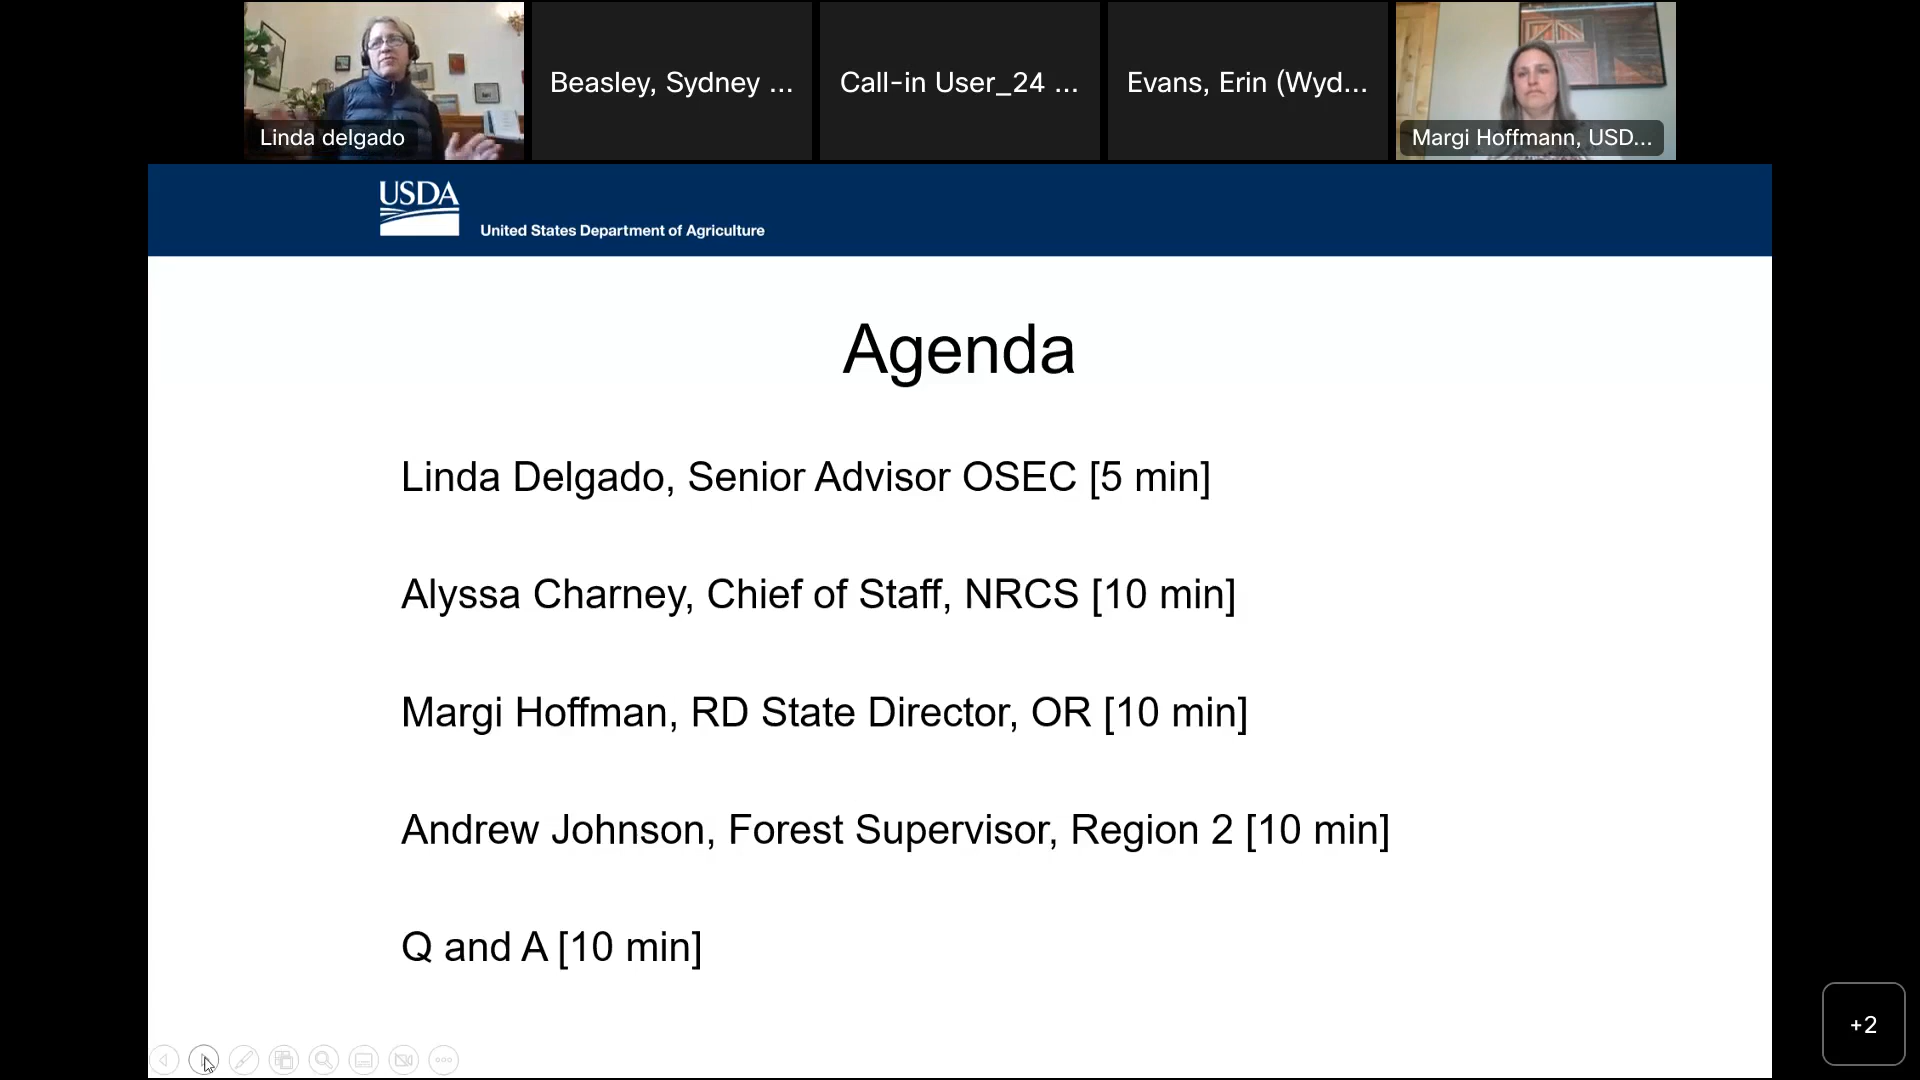 Linda delgado
Beasley, Sydney ...
Call-in User_24 ...
Evans, Erin (Wyd...
Margi Hoffmann, USD...
USDA
United States Department of Agriculture
Agenda
Linda Delgado, Senior Advisor OSEC [5 min]
Alyssa Charney, Chief of Staff, NRCS [10 min]
Margi Hoffman, RD State Director, OR [10 min]
Andrew Johnson, Forest Supervisor, Region 2 [10 min]
Q and A [10 min]
+2